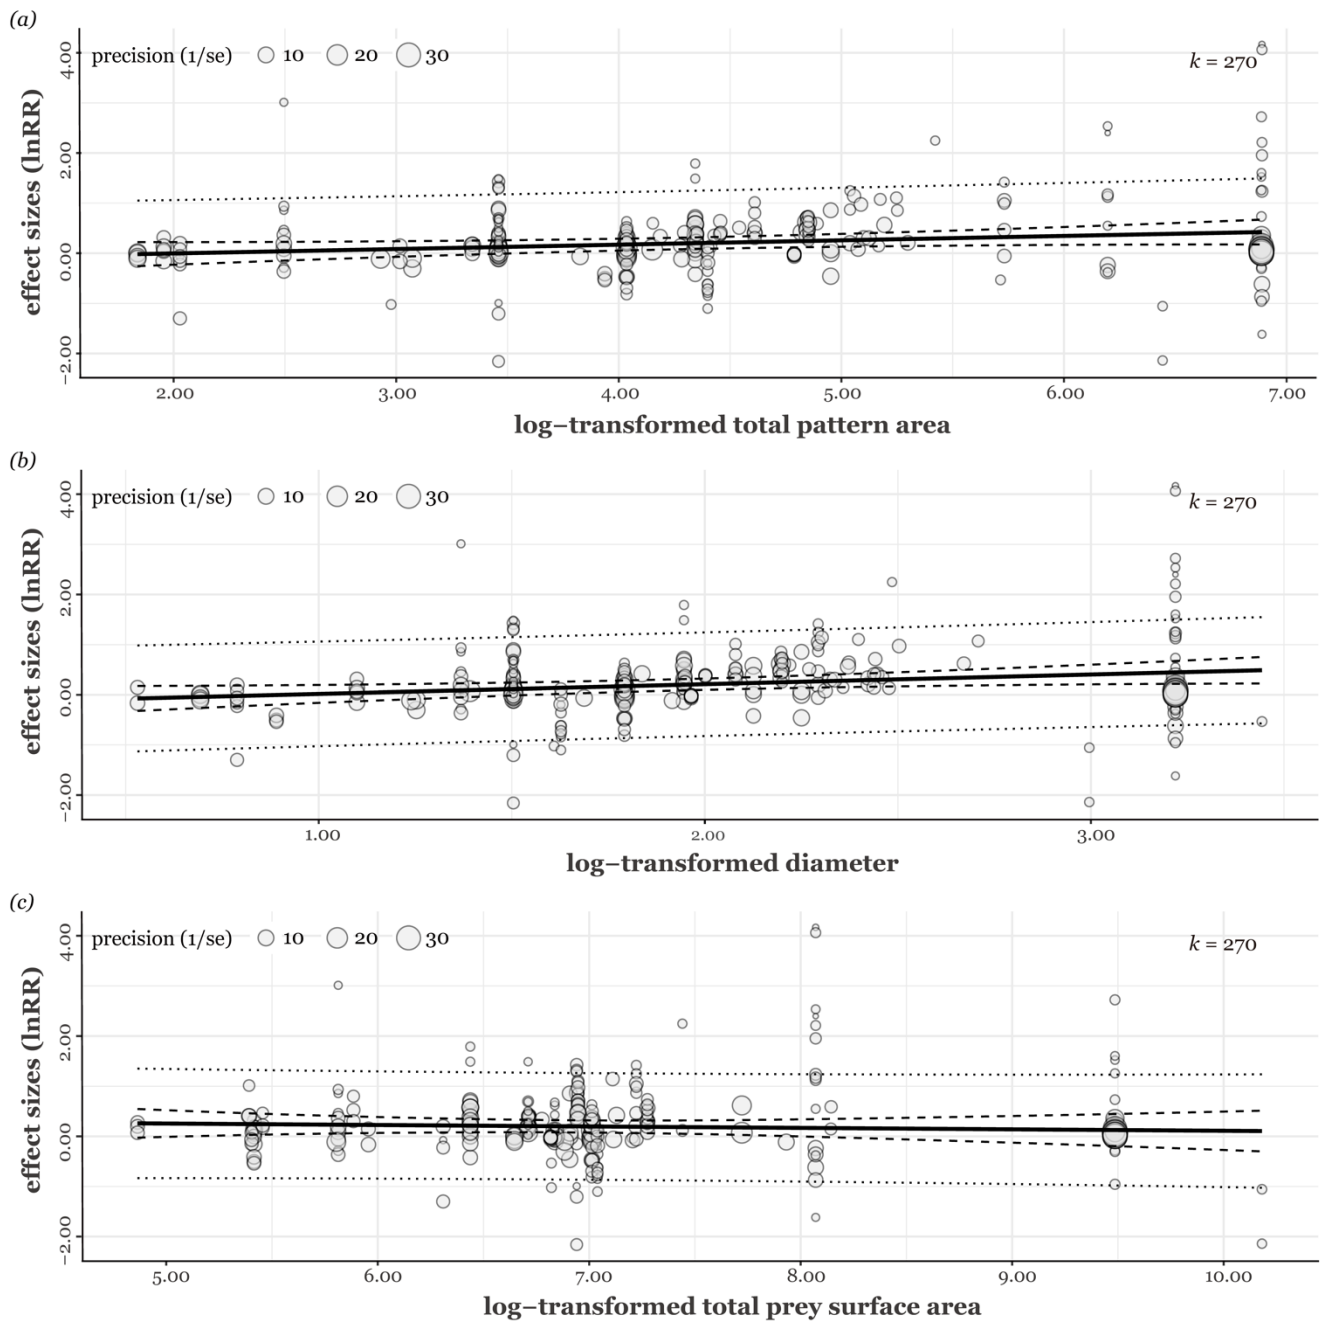 (a)
precision (1/se) 10 20 30
k = 270
4.00
2.00
0.00
−2.00
effect sizes (lnRR)
2.00 3.00 4.00 5.00 6.00 7.00
log−transformed total pattern area
(b)
precision (1/se) 10 20 30
k = 270
4.00
2.00
0.00
−2.00
effect sizes (lnRR)
1.00 2.00 3.00
log−transformed diameter
(c)
precision (1/se) 10 20 30
k = 270
4.00
2.00
0.00
−2.00
effect sizes (lnRR)
5.00 6.00 7.00 8.00 9.00 10.00
log−transformed total prey surface area